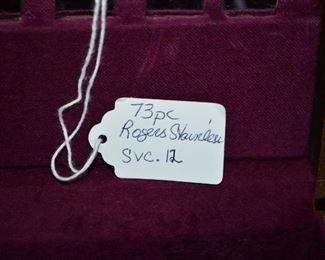 73pc
Rogers Stainless
SVC. 12